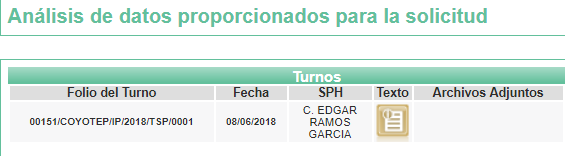 Análisis de datos proporcionados para la solicitud
Turnos
Folio del Turno Fecha SPH Texto Archivos Adjuntos
00151/COYOTEP/IP/2018/TSP/0001 08/06/2018 C. EDGAR
RAMOS
GARCIA